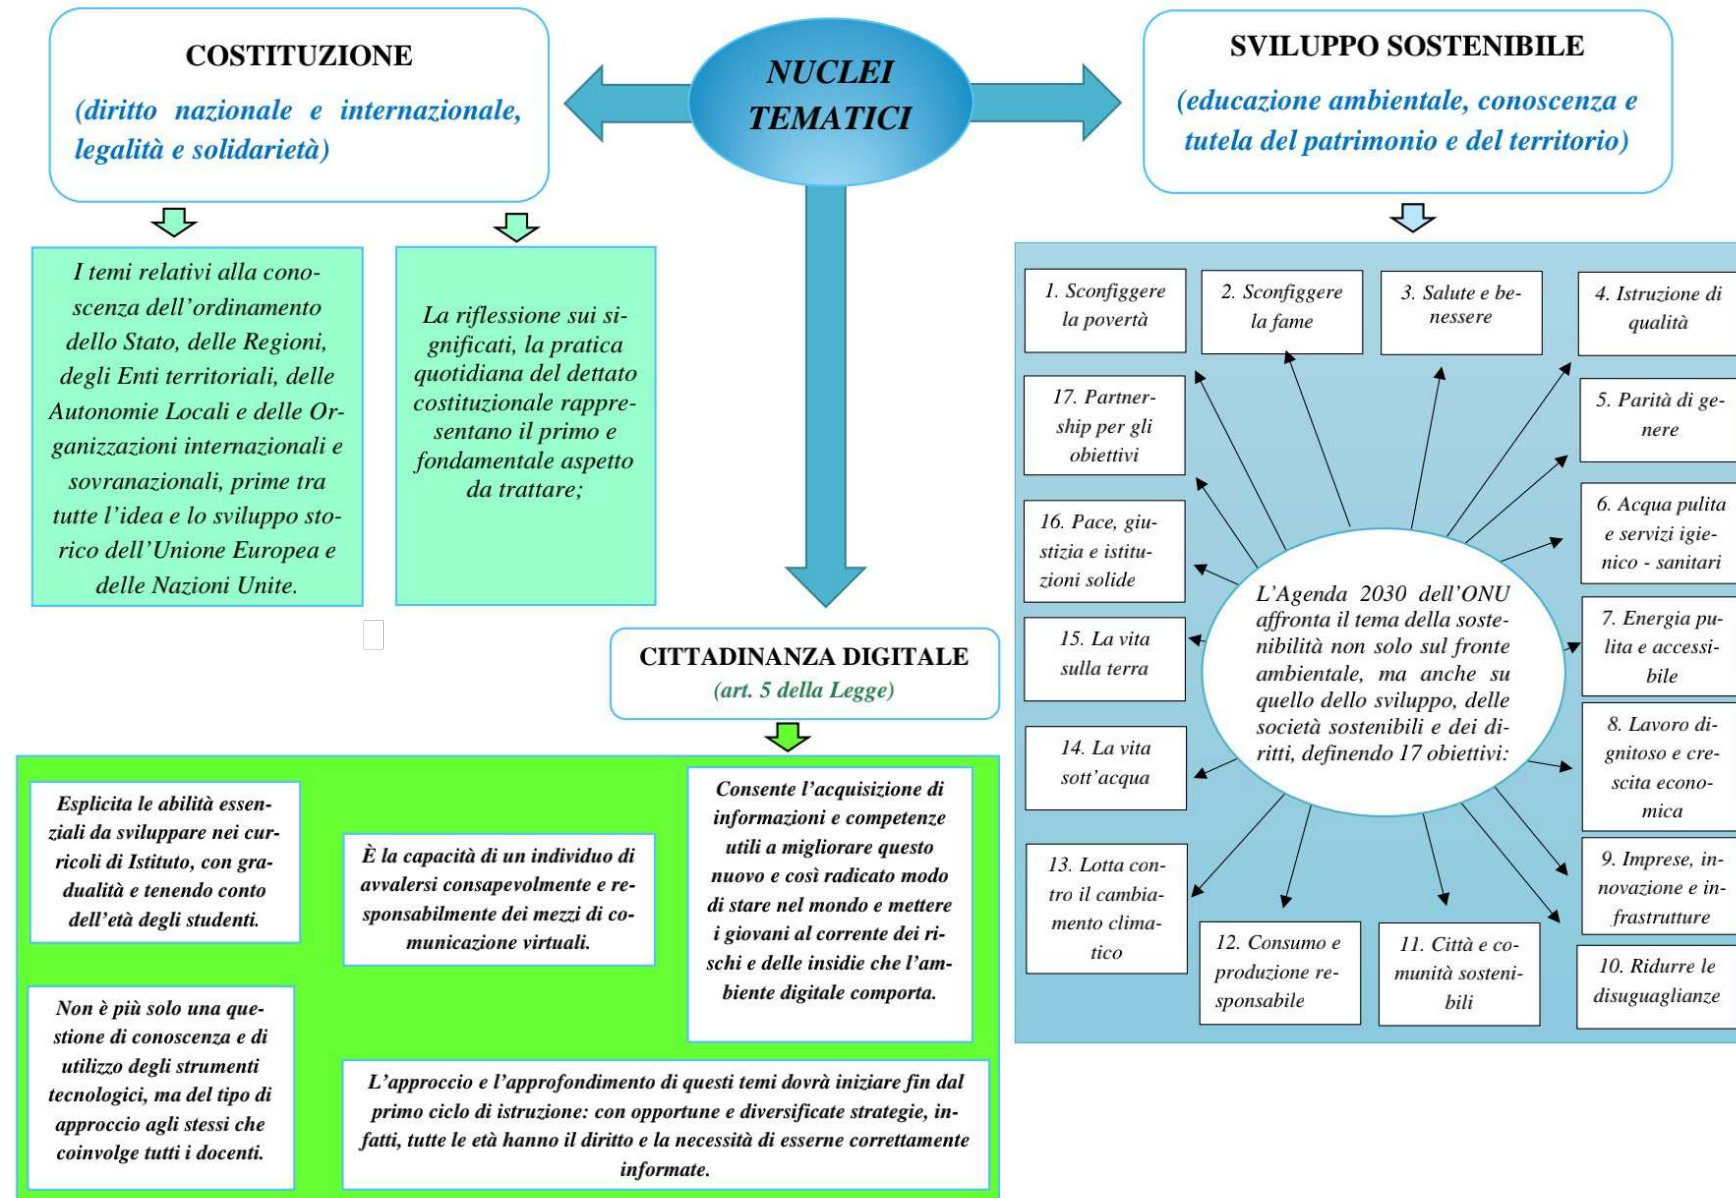 COSTITUZIONE
(diritto nazionale e internazionale,
legalità e solidarietà)
NUCLEI
TEMATICI
SVILUPPO SOSTENIBILE
(educazione ambientale, conoscenza e
tutela del patrimonio e del territorio)
I temi relativi alla cono-
scenza dell’ordinamento
dello Stato, delle Regioni,
degli Enti territoriali, delle
Autonomie Locali e delle Or-
ganizzazioni internazionali e
sovranazionali, prime tra
tutte l’idea e lo sviluppo sto-
rico dell’Unione Europea e
delle Nazioni Unite.
La riflessione sui si-
gnificati, la pratica
quotidiana del dettato
costituzionale rappre-
sentano il primo e
fondamentale aspetto
da trattare;
CITTADINANZA DIGITALE
(art. 5 della Legge)
Esplicita le abilità essen-
ziali da sviluppare nei cur-
ricoli di Istituto, con gra-
dualità e tenendo conto
dell’età degli studenti.
È la capacità di un individuo di
avvalersi consapevolmente e re-
sponsabilmente dei mezzi di co-
municazione virtuali.
Consente l’acquisizione di
informazioni e competenze
utili a migliorare questo
nuovo e così radicato modo
di stare nel mondo e mettere
i giovani al corrente dei ri-
schi e delle insidie che l’am-
biente digitale comporta.
Non è più solo una que-
stione di conoscenza e di
utilizzo degli strumenti
tecnologici, ma del tipo di
approccio agli stessi che
coinvolge tutti i docenti.
L’approccio e l’approfondimento di questi temi dovrà iniziare fin dal
primo ciclo di istruzione: con opportune e diversificate strategie, in-
fatti, tutte le età hanno il diritto e la necessità di esserne correttamente
informate.
1. Sconfiggere
la povertà
2. Sconfiggere
la fame
3. Salute e be-
nessere
4. Istruzione di
qualità
5. Parità di ge-
nere
6. Acqua pulita
e servizi igie-
nico - sanitari
7. Energia pu-
lita e accessi-
bile
8. Lavoro di-
gnitoso e cre-
scita econo-
mica
9. Imprese, in-
novazione e in-
frastrutture
10. Ridurre le
disuguaglianze
11. Città e co-
munità sosteni-
bili
12. Consumo e
produzione re-
sponsabile
13. Lotta con-
tro il cambia-
mento clima-
tico
14. La vita
sott’acqua
15. La vita
sulla terra
16. Pace, giu-
stizia e istitu-
zioni solide
17. Partner-
ship per gli
obiettivi
L’Agenda 2030 dell’ONU
affronta il tema della soste-
nibilità non solo sul fronte
ambientale, ma anche su
quello dello sviluppo, delle
società sostenibili e dei di-
ritti, definendo 17 obiettivi: